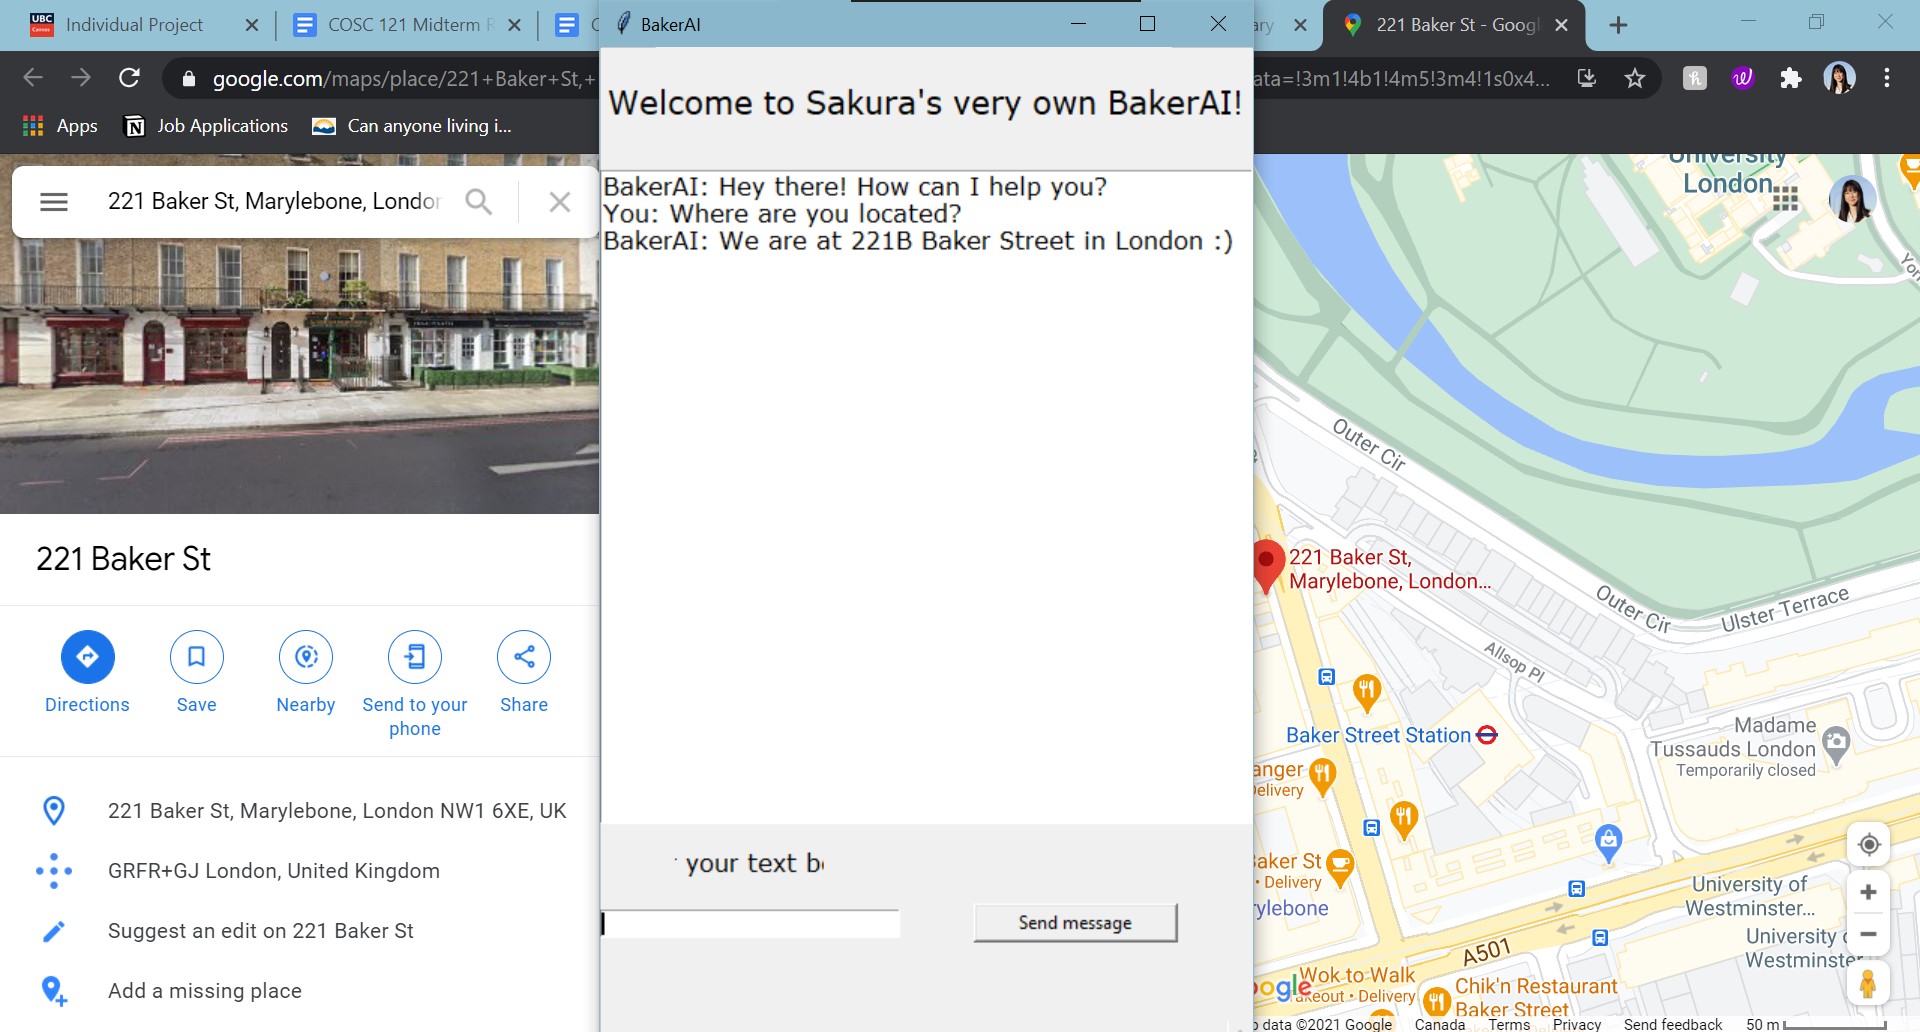 Individual Project
COSC 121 Midterm R
BakerAI
ary
221 Baker St - Googl
google.com/maps/place/221+Baker+St,+
ata=!3m1!4b1!4m5!3m4!1s0x4...
Apps
Job Applications
Can anyone living i...
Welcome to Sakura's very own BakerAI!
BakerAI: Hey there! How can I help you?
You: Where are you located?
BakerAI: We are at 221B Baker Street in London :)
your text be
Send message
221 Baker St, Marylebone, London
221 Baker St
Directions
Save
Nearby
Send to your
phone
Share
221 Baker St, Marylebone, London NW1 6XE, UK
GRFR+GJ London, United Kingdom
Suggest an edit on 221 Baker St
Add a missing place
University
London
York
Outer Cir
221 Baker St,
Marylebone, London...
Outer Cir
Ulster Terrace
Allsop Pl
Baker Street Station
Madame
Tussauds London
Temporarily closed
anger
Delivery
Baker St
• Delivery
rylebone
University of
Westminster...
University o
Westminster
A501
Wok to Walk
Takeout • Delivery
Chik'n Restaurant
Baker Street
ogle
p data ©2021 Google
Canada
Terms
Privacy
Send feedback
50 m